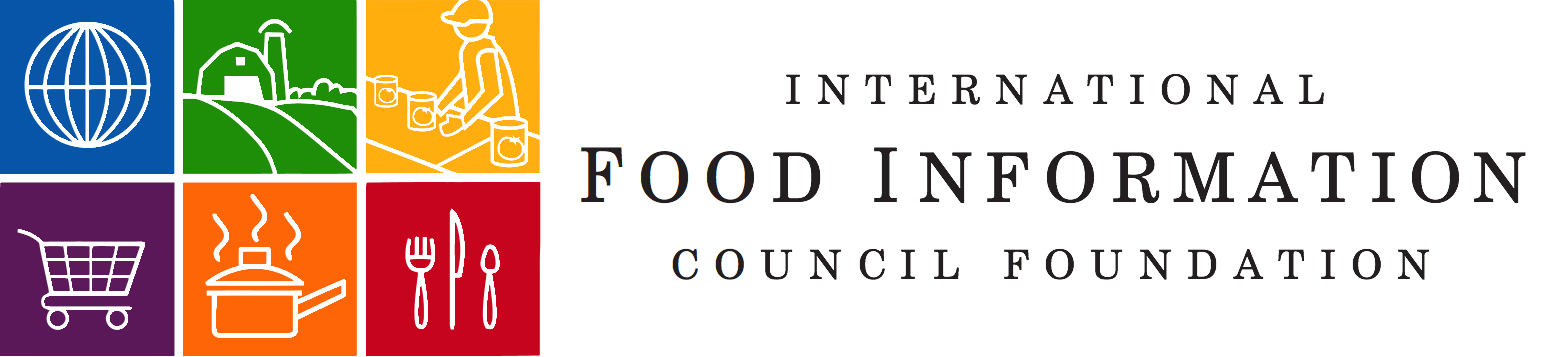 INTERNATIONAL
FOOD INFORMATION
COUNCIL FOUNDATION